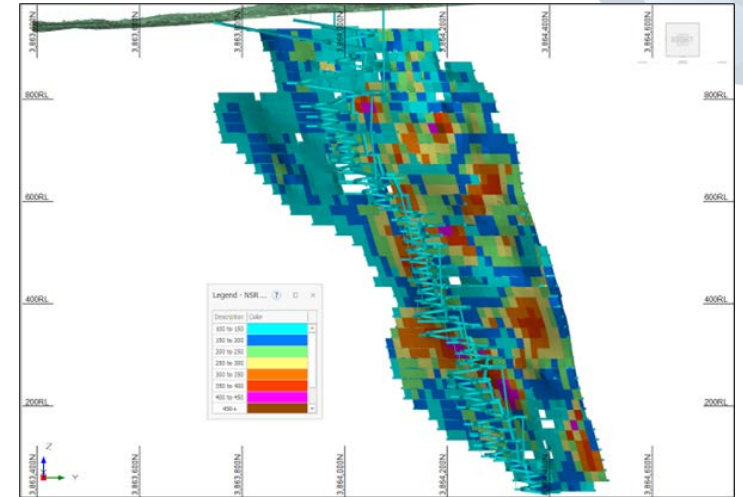 3,863,400N
3,863,600N
3,863,800N
3,864,000N
3,864,200N
3,864,400N
3,864,600N
800RL
800RL
600RL
600RL
400RL
400RL
200RL
200RL
Legend - NSR ...
Description Color
100 to 150
150 to 200
200 to 250
250 to 300
300 to 350
350 to 400
400 to 450
450+
Z
Y
3,863,400N
3,863,600N
3,863,800N
3,864,000N
3,864,200N
3,864,400N
3,864,600N